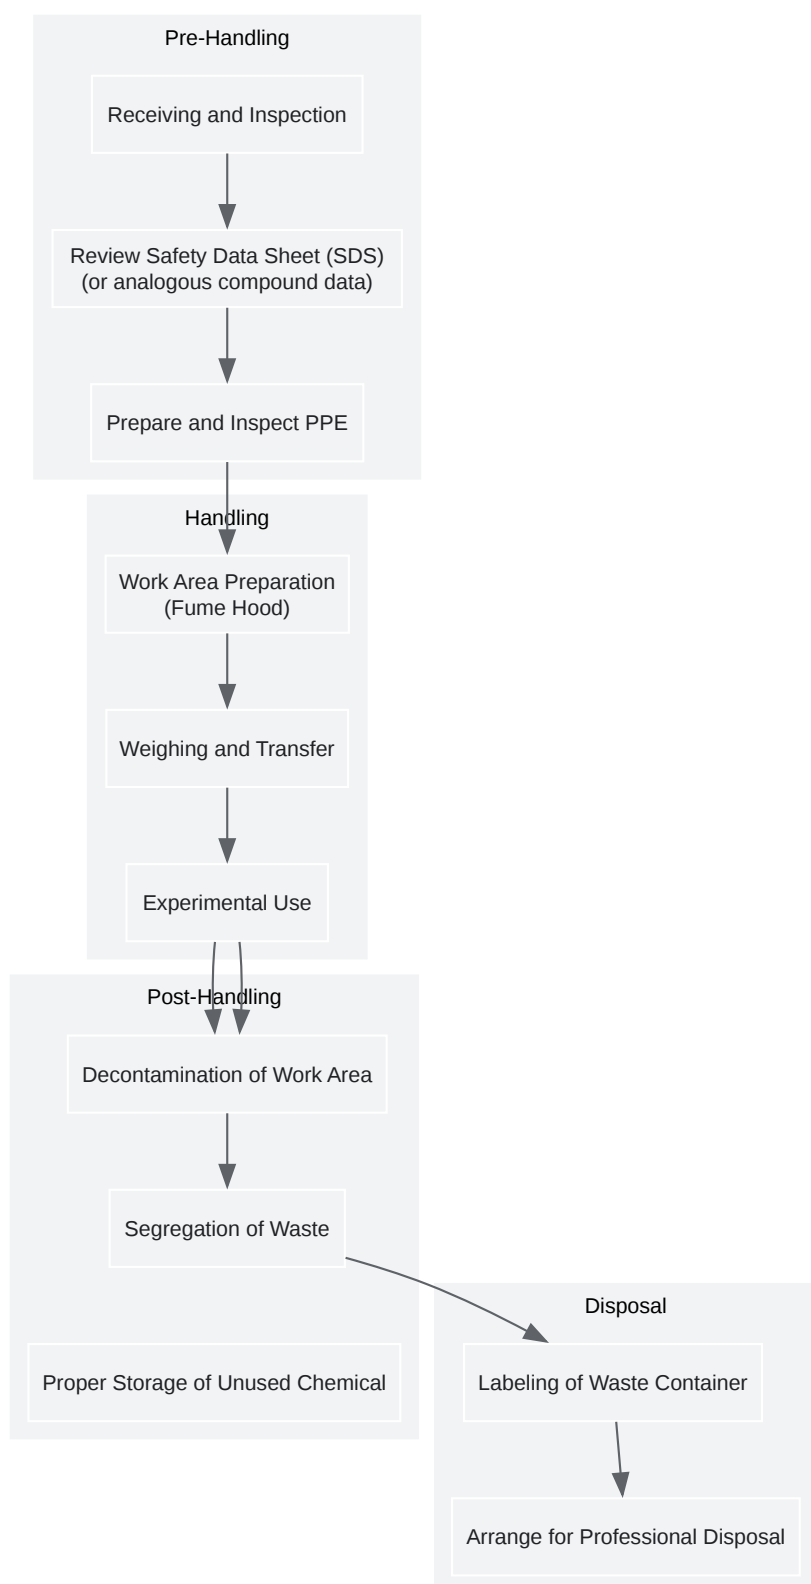 Pre-Handling
Receiving and Inspection
Review Safety Data Sheet (SDS)
(or analogous compound data)
Prepare and Inspect PPE
Handling
Work Area Preparation
(Fume Hood)
Weighing and Transfer
Experimental Use
Post-Handling
Decontamination of Work Area
Segregation of Waste
Proper Storage of Unused Chemical
Disposal
Labeling of Waste Container
Arrange for Professional Disposal